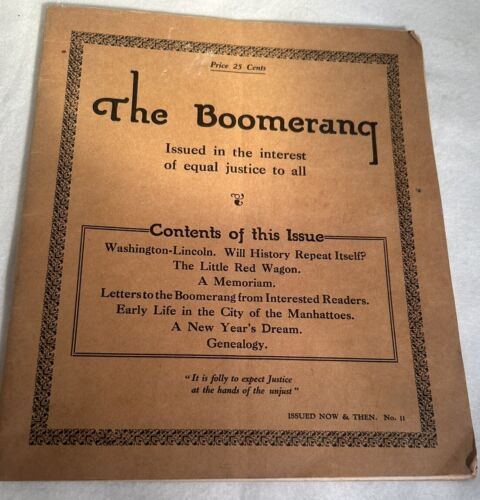 Price 25 Cents
The Boomerang
Issued in the interest
of equal justice to all
Contents of this Issue
Washington-Lincoln. Will History Repeat Itself?
The Little Red Wagon.
A Memoriam.
Letters to the Boomerang from Interested Readers.
Early Life in the City of the Manhattoes.
A New Year's Dream.
Genealogy.
"It is folly to expect Justice
at the hands of the unjust"
ISSUED NOW & THEN. No. 11